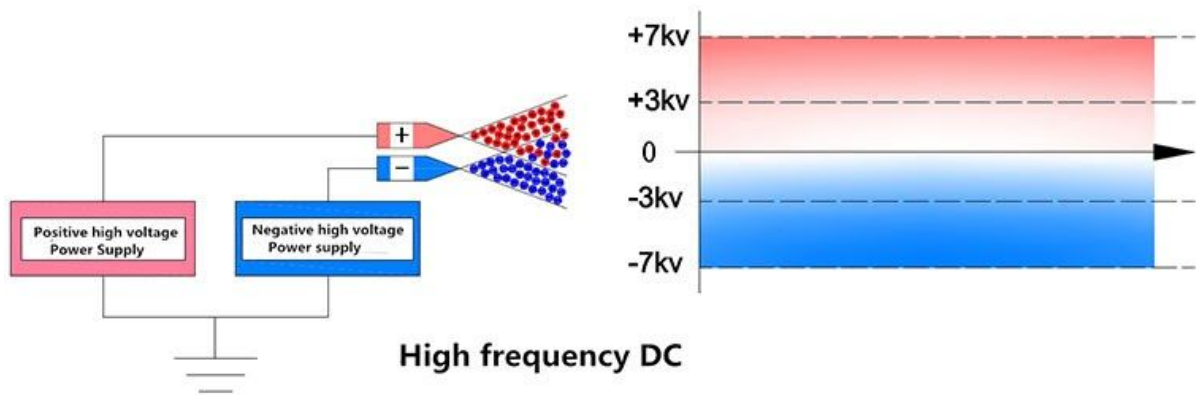 +
−
Positive high voltage
Power Supply
Negative high voltage
Power supply
High frequency DC
+7kv
+3kv
0
-3kv
-7kv